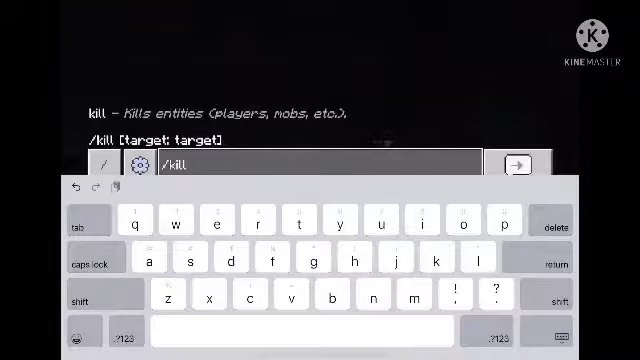 K
KINEMASTER
kill – Kills entities (players, mobs, etc.).
/kill [target: target]
/ /kill
tab q w e r t y u i o p delete
caps lock a s d f g h j k l return
shift z x c v b n m ! , ? . shift
.?123 .?123